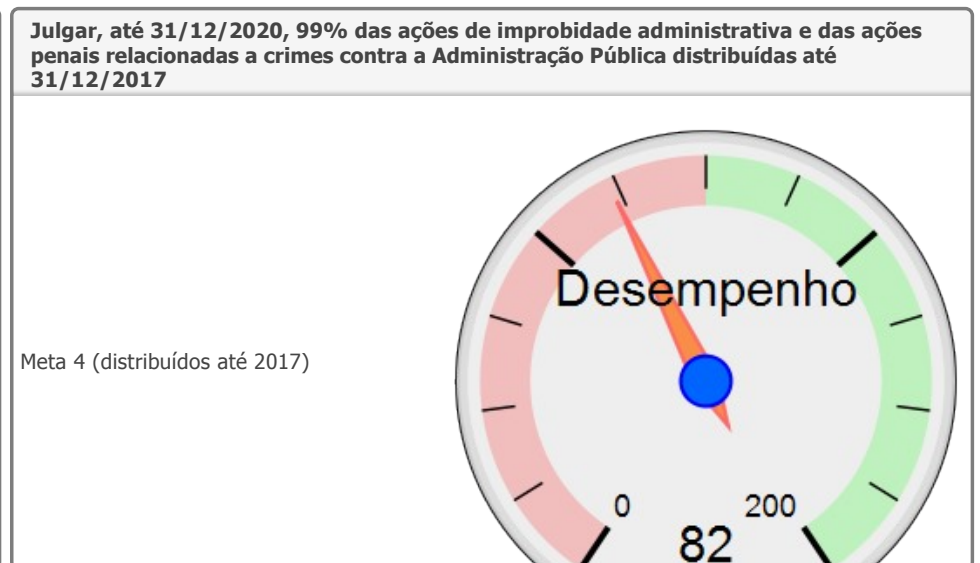 Julgar, até 31/12/2020, 99% das ações de improbidade administrativa e das ações
penais relacionadas a crimes contra a Administração Pública distribuídas até
31/12/2017
Desempenho
Meta 4 (distribuídos até 2017)
0 200
82